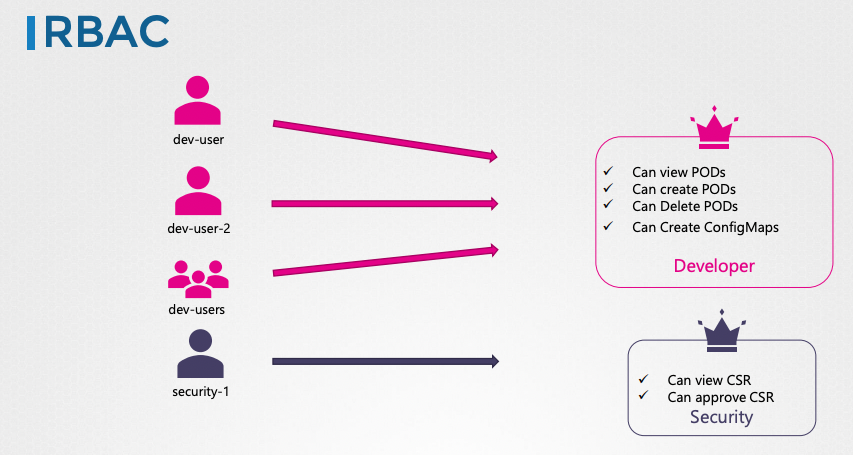 RBAC
dev-user
dev-user-2
dev-users
security-1
✓ Can view PODs
✓ Can create PODs
✓ Can Delete PODs
✓ Can Create ConfigMaps
Developer
✓ Can view CSR
✓ Can approve CSR
Security